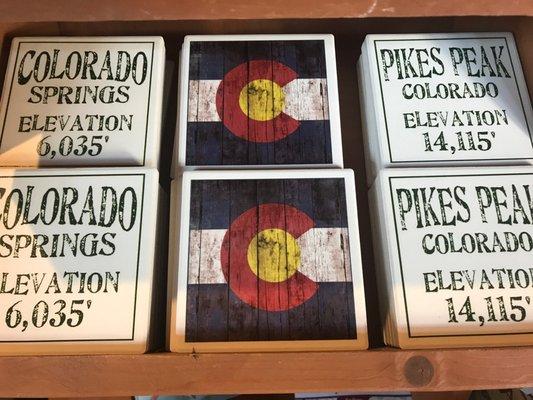 COLORADO
SPRINGS
ELEVATION
6,035'
PIKES PEAK
COLORADO
ELEVATION
14,115'
COLORADO
SPRINGS
ELEVATION
6,035'
PIKES PEAK
COLORADO
ELEVATION
14,115'